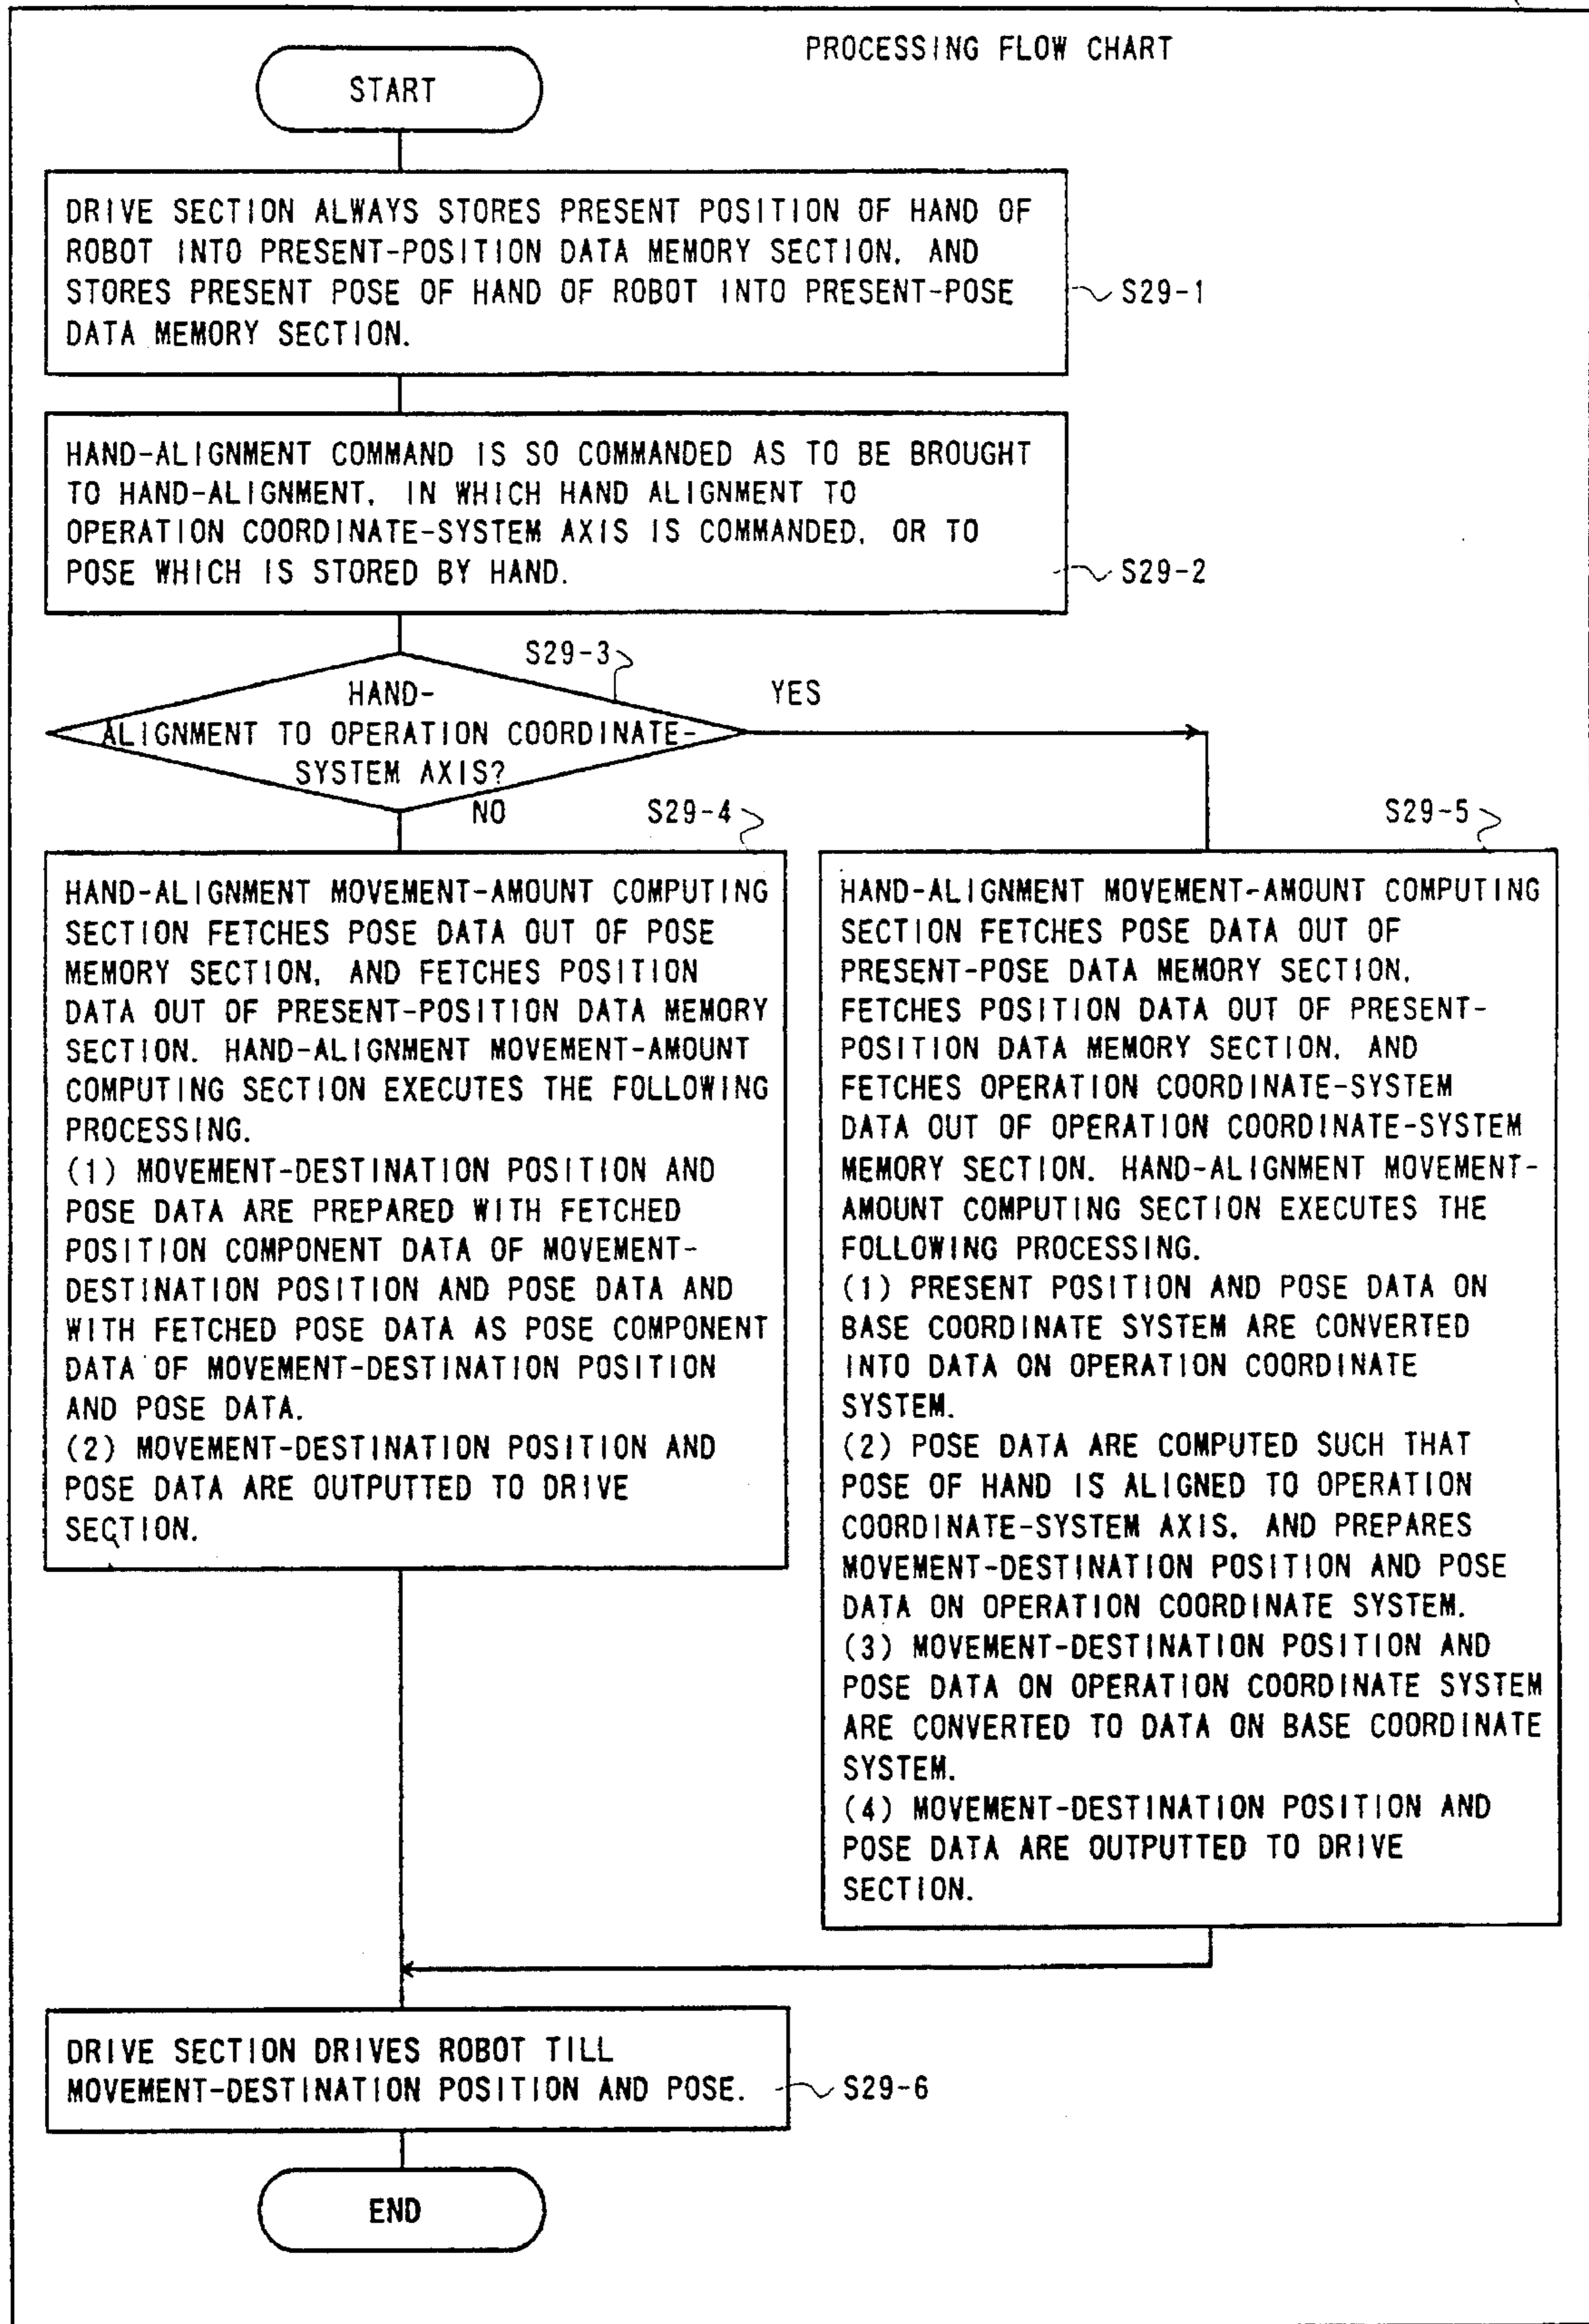 PROCESSING FLOW CHART
START
DRIVE SECTION ALWAYS STORES PRESENT POSITION OF HAND OF
ROBOT INTO PRESENT-POSITION DATA MEMORY SECTION, AND
STORES PRESENT POSE OF HAND OF ROBOT INTO PRESENT-POSE
DATA MEMORY SECTION.
S29-1
HAND-ALIGNMENT COMMAND IS SO COMMANDED AS TO BE BROUGHT
TO HAND-ALIGNMENT, IN WHICH HAND ALIGNMENT TO
OPERATION COORDINATE-SYSTEM AXIS IS COMMANDED, OR TO
POSE WHICH IS STORED BY HAND.
S29-2
S29-3
HAND-
ALIGNMENT TO OPERATION COORDINATE-
SYSTEM AXIS?
YES
NO
S29-4
HAND-ALIGNMENT MOVEMENT-AMOUNT COMPUTING
SECTION FETCHES POSE DATA OUT OF POSE
MEMORY SECTION, AND FETCHES POSITION
DATA OUT OF PRESENT-POSITION DATA MEMORY
SECTION. HAND-ALIGNMENT MOVEMENT-AMOUNT
COMPUTING SECTION EXECUTES THE FOLLOWING
PROCESSING.
(1) MOVEMENT-DESTINATION POSITION AND
POSE DATA ARE PREPARED WITH FETCHED
POSITION COMPONENT DATA OF MOVEMENT-
DESTINATION POSITION AND POSE DATA AND
WITH FETCHED POSE DATA AS POSE COMPONENT
DATA OF MOVEMENT-DESTINATION POSITION
AND POSE DATA.
(2) MOVEMENT-DESTINATION POSITION AND
POSE DATA ARE OUTPUTTED TO DRIVE
SECTION.
S29-5
HAND-ALIGNMENT MOVEMENT-AMOUNT COMPUTING
SECTION FETCHES POSE DATA OUT OF
PRESENT-POSE DATA MEMORY SECTION,
FETCHES POSITION DATA OUT OF PRESENT-
POSITION DATA MEMORY SECTION, AND
FETCHES OPERATION COORDINATE-SYSTEM
DATA OUT OF OPERATION COORDINATE-SYSTEM
MEMORY SECTION. HAND-ALIGNMENT MOVEMENT-
AMOUNT COMPUTING SECTION EXECUTES THE
FOLLOWING PROCESSING.
(1) PRESENT POSITION AND POSE DATA ON
BASE COORDINATE SYSTEM ARE CONVERTED
INTO DATA ON OPERATION COORDINATE
SYSTEM.
(2) POSE DATA ARE COMPUTED SUCH THAT
POSE OF HAND IS ALIGNED TO OPERATION
COORDINATE-SYSTEM AXIS, AND PREPARES
MOVEMENT-DESTINATION POSITION AND POSE
DATA ON OPERATION COORDINATE SYSTEM.
(3) MOVEMENT-DESTINATION POSITION AND
POSE DATA ON OPERATION COORDINATE SYSTEM
ARE CONVERTED TO DATA ON BASE COORDINATE
SYSTEM.
(4) MOVEMENT-DESTINATION POSITION AND
POSE DATA ARE OUTPUTTED TO DRIVE
SECTION.
DRIVE SECTION DRIVES ROBOT TILL
MOVEMENT-DESTINATION POSITION AND POSE.
S29-6
END